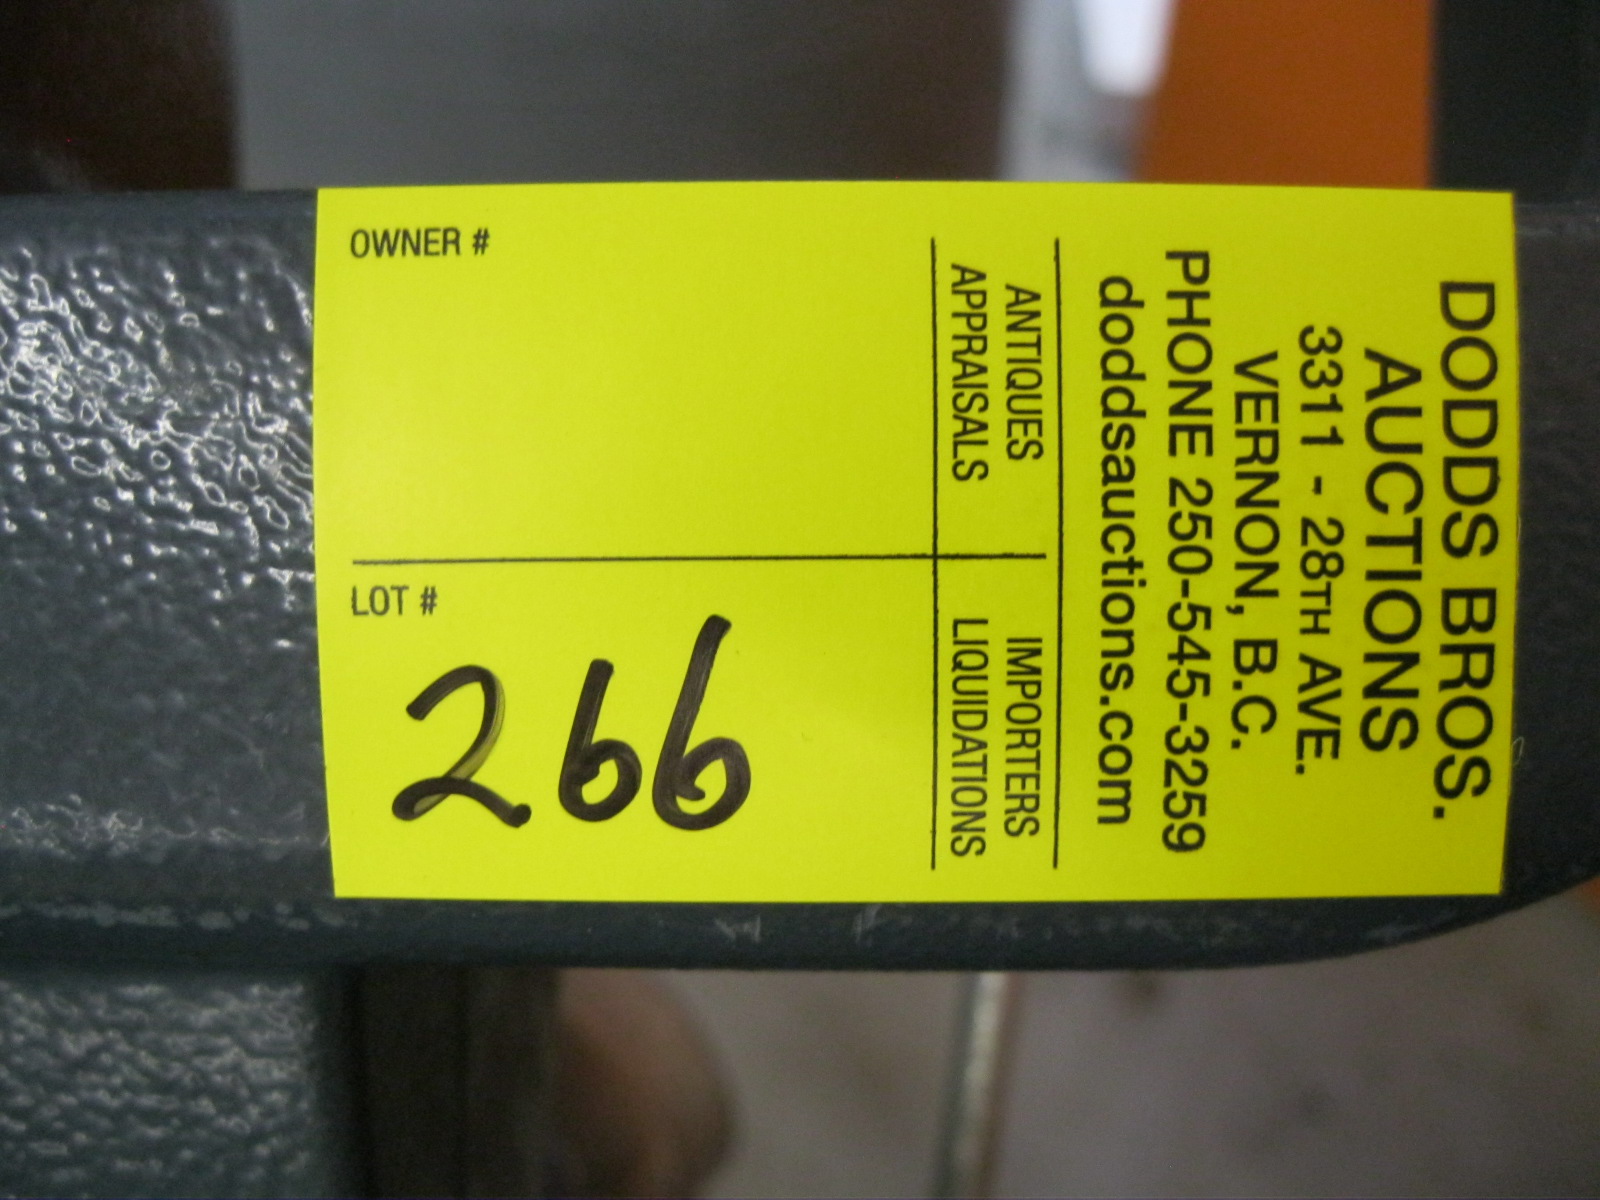 DODDS BROS.
AUCTIONS
3311 - 28TH AVE.
VERNON, B.C.
PHONE 250-545-3259
doddsauctions.com
ANTIQUES
APPRAISALS
IMPORTERS
LIQUIDATIONS
OWNER #
LOT #
266